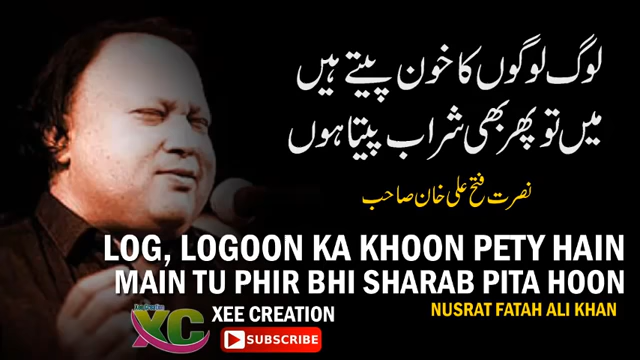 لوگ لوگوں کا خون پیتے ہیں
میں تو پھر بھی شراب پیتا ہوں
نصرت فتح علی خان صاحب
LOG, LOGOON KA KHOON PETY HAIN
MAIN TU PHIR BHI SHARAB PITA HOON
NUSRAT FATAH ALI KHAN
XC XEE CREATION
SUBSCRIBE